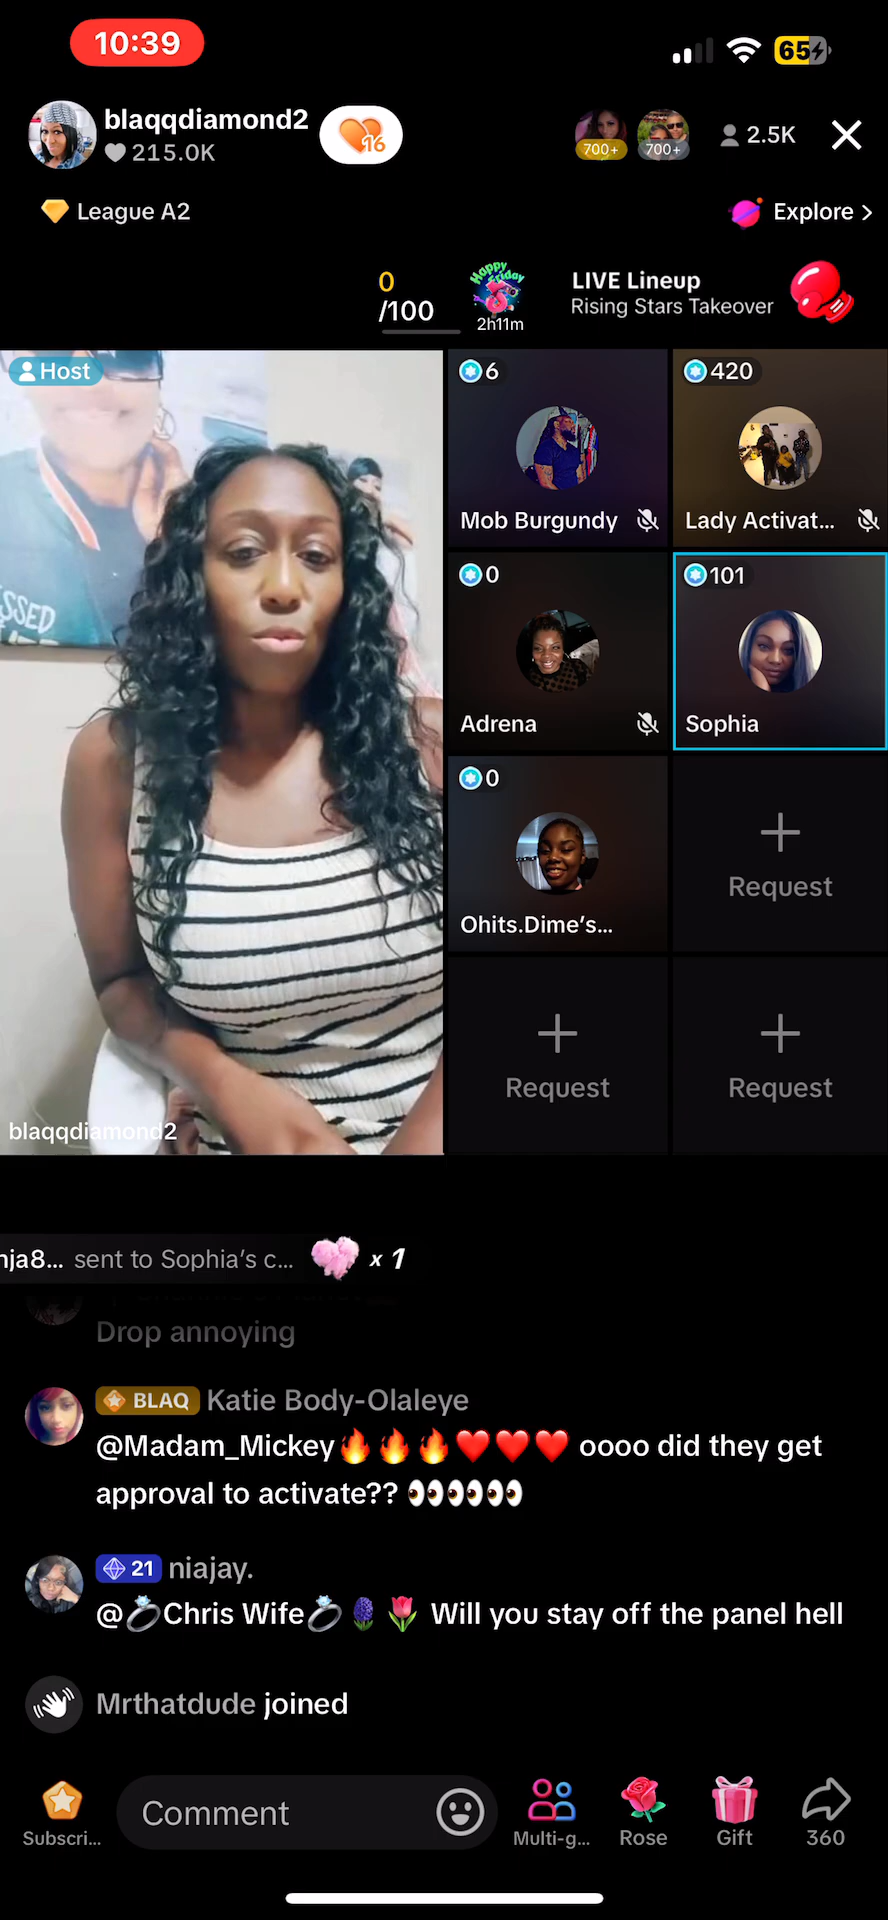 10:39
65
blaqqdiamond2
215.0K
16
700+
700+
2.5K
League A2
Explore >
0
/100
Happy
Friday
2h11m
LIVE Lineup
Rising Stars Takeover
Host
6
420
SSED
Mob Burgundy
Lady Activat...
0
101
Adrena
Sophia
0
Request
Ohits.Dime’s...
Request
Request
blaqqdiamond2
nja8... sent to Sophia’s c... x 1
Drop annoying
BLAQ Katie Body-Olaleye
@Madam_Mickey🔥🔥🔥❤️❤️❤️ oooo did they get
approval to activate?? 👀👀👀
21 niajay.
@💍Chris Wife💍🪻🌷 Will you stay off the panel hell
Mrthatdude joined
Comment
Subscri...
Multi-g...
Rose
Gift
360